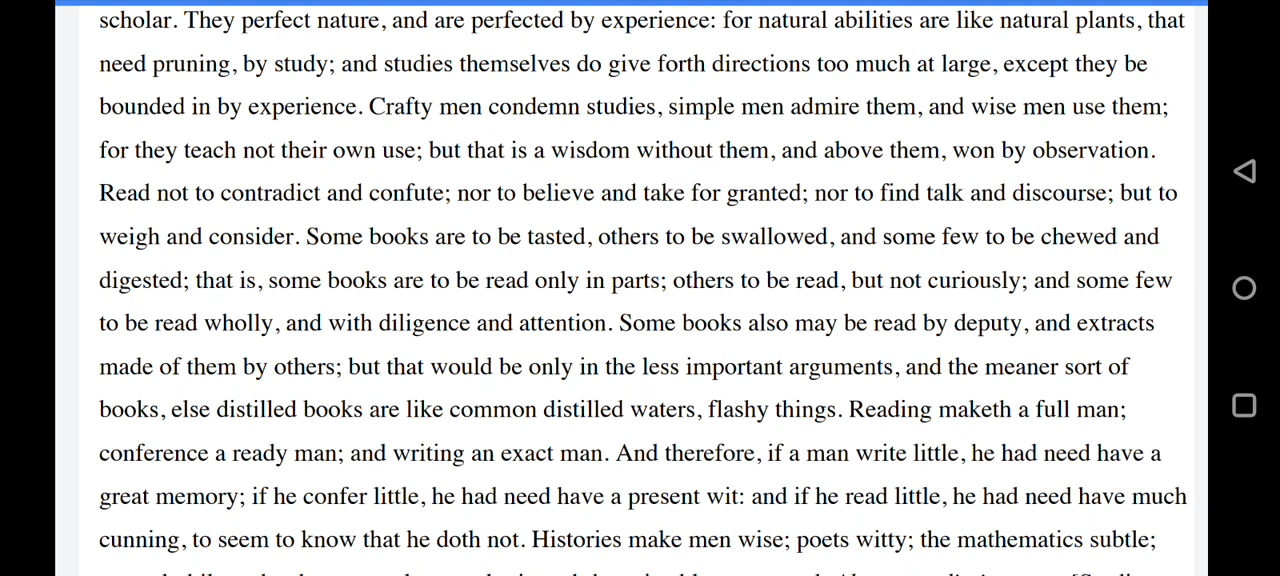 scholar. They perfect nature, and are perfected by experience: for natural abilities are like natural plants, that
need pruning, by study; and studies themselves do give forth directions too much at large, except they be
bounded in by experience. Crafty men condemn studies, simple men admire them, and wise men use them;
for they teach not their own use; but that is a wisdom without them, and above them, won by observation.
Read not to contradict and confute; nor to believe and take for granted; nor to find talk and discourse; but to
weigh and consider. Some books are to be tasted, others to be swallowed, and some few to be chewed and
digested; that is, some books are to be read only in parts; others to be read, but not curiously; and some few
to be read wholly, and with diligence and attention. Some books also may be read by deputy, and extracts
made of them by others; but that would be only in the less important arguments, and the meaner sort of
books, else distilled books are like common distilled waters, flashy things. Reading maketh a full man;
conference a ready man; and writing an exact man. And therefore, if a man write little, he had need have a
great memory; if he confer little, he had need have a present wit: and if he read little, he had need have much
cunning, to seem to know that he doth not. Histories make men wise; poets witty; the mathematics subtle;